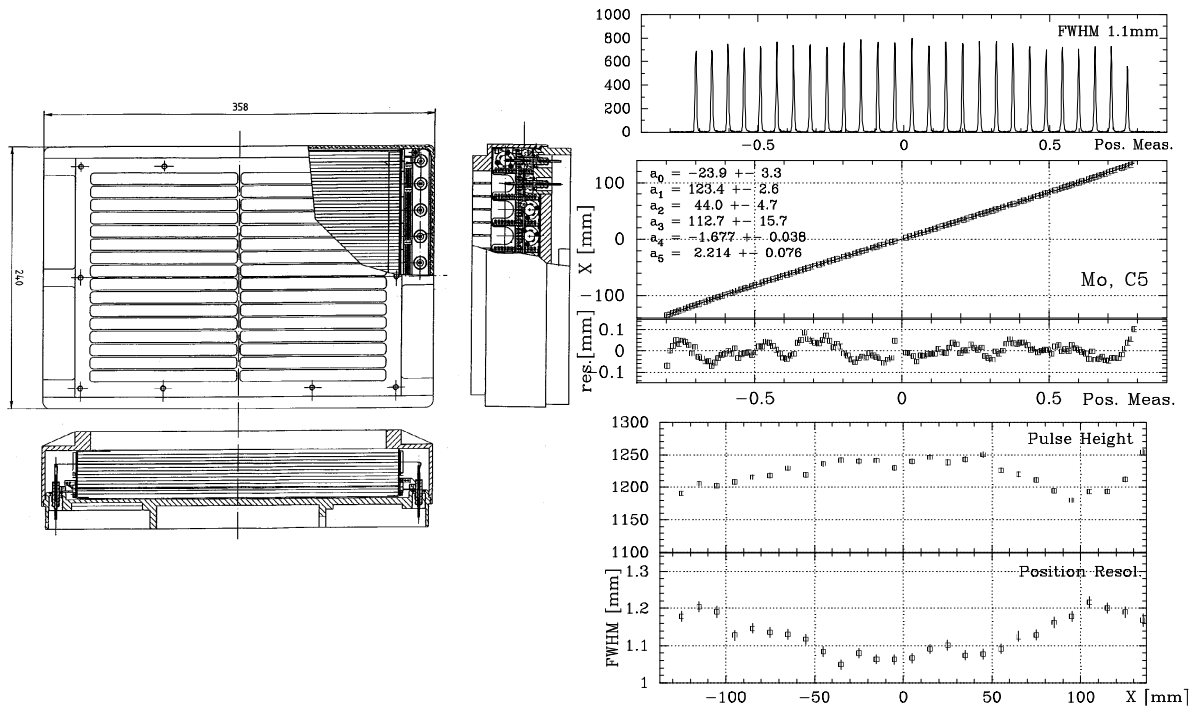 358
240
1000
800
600
400
200
0
FWHM 1.1mm
−0.5 0 0.5 Pos. Meas.
X [mm]
100
0
−100
a0 = −23.9 +− 3.3
a1 = 123.4 +− 2.6
a2 = 44.0 +− 4.7
a3 = 112.7 +− 15.7
a4 = −1.677 +− 0.038
a5 = 2.214 +− 0.076
Mo, C5
res.[mm]
0.1
0
−0.1
−0.5 0 0.5 Pos. Meas.
1300
1250
1200
1150
1100
Pulse Height
FWHM [mm]
1.3
1.2
1.1
1
Position Resol.
−100 −50 0 50 100 X [mm]